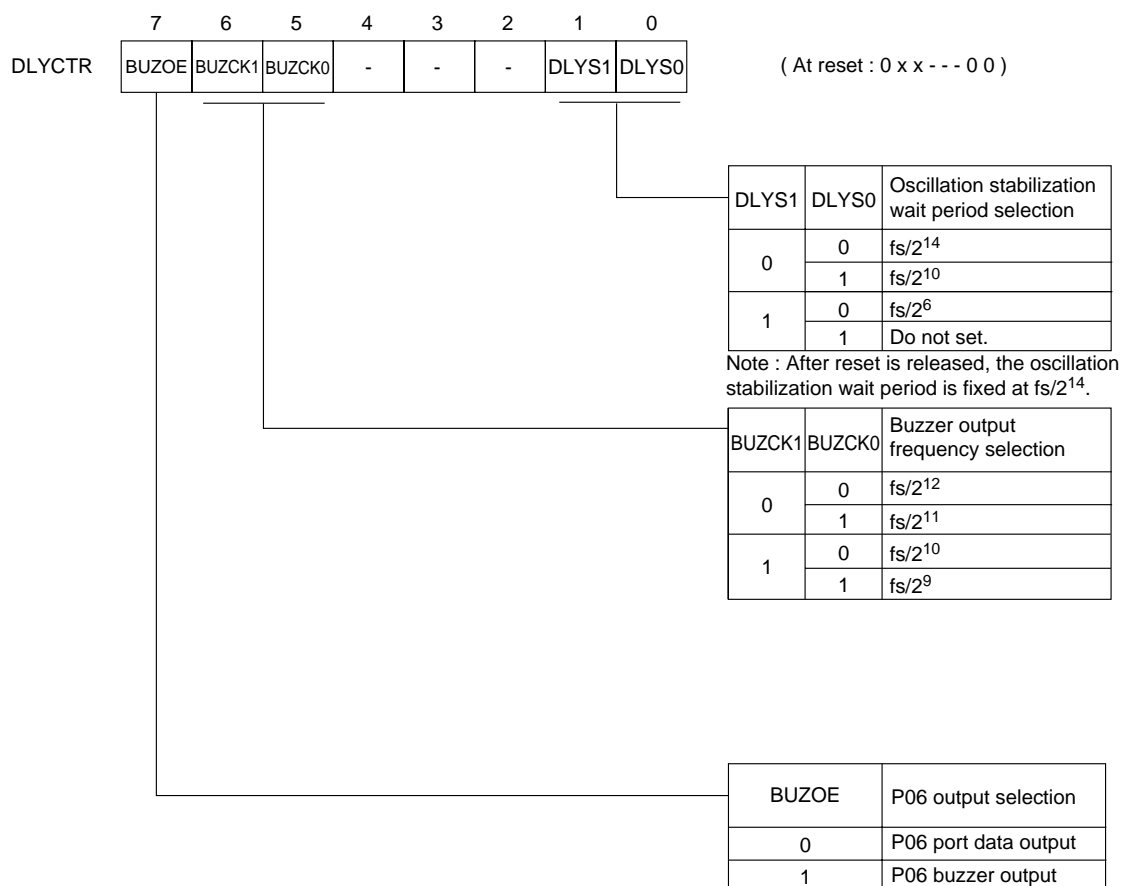 7 6 5 4 3 2 1 0
DLYCTR BUZOE BUZCK1 BUZCK0 - - - DLYS1 DLYS0 ( At reset : 0 x x - - - 0 0 )
DLYS1 DLYS0 Oscillation stabilization
wait period selection
0 0 fs/2^14
1 fs/2^10
1 0 fs/2^6
1 Do not set.
Note : After reset is released, the oscillation
stabilization wait period is fixed at fs/2^14.
BUZCK1 BUZCK0 Buzzer output
frequency selection
0 0 fs/2^12
1 fs/2^11
1 0 fs/2^10
1 fs/2^9
BUZOE P06 output selection
0 P06 port data output
1 P06 buzzer output